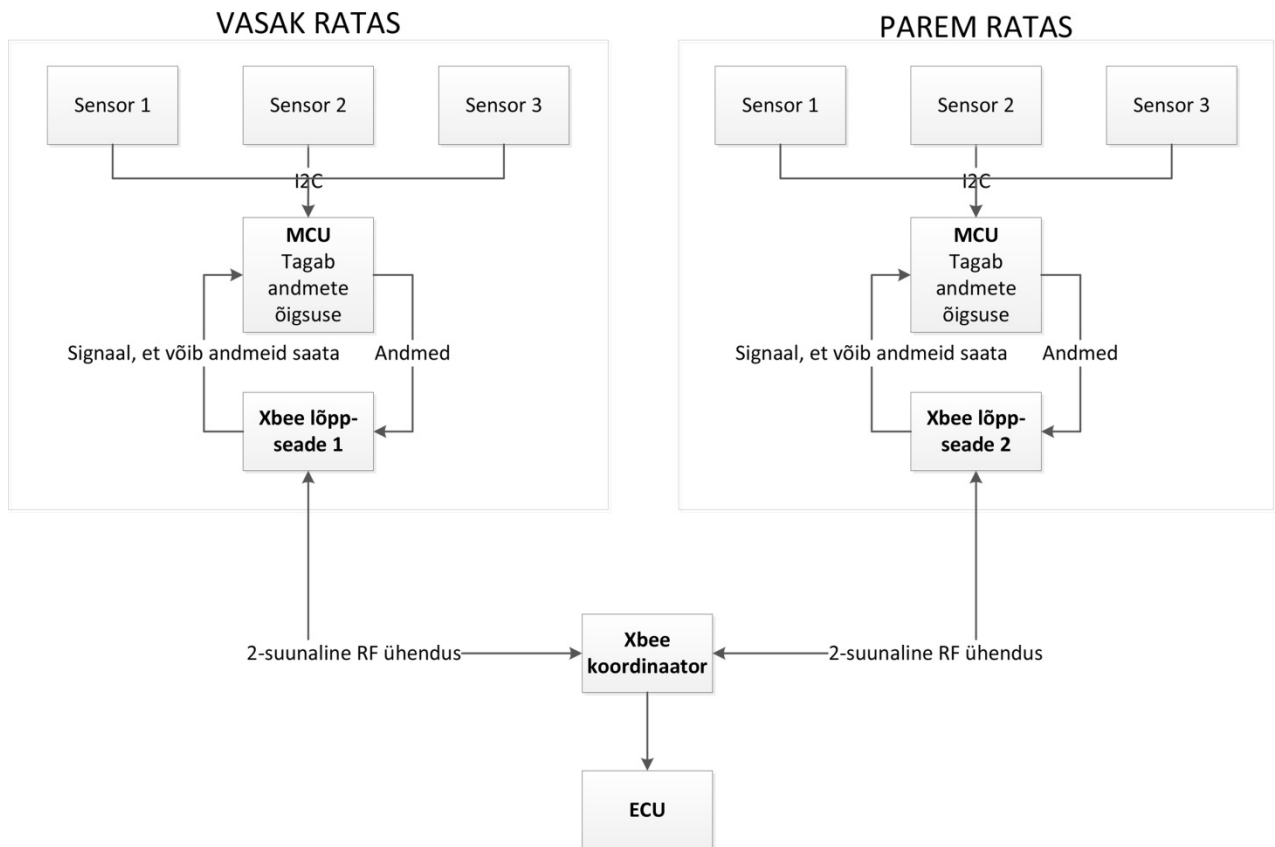 VASAK RATAS
Sensor 1
Sensor 2
Sensor 3
I2C
MCU
Tagab
andmete
õigsuse
Signaal, et võib andmeid saata
Andmed
Xbee lõpp-
seade 1
PAREM RATAS
Sensor 1
Sensor 2
Sensor 3
I2C
MCU
Tagab
andmete
õigsuse
Signaal, et võib andmeid saata
Andmed
Xbee lõpp-
seade 2
2-suunaline RF ühendus
Xbee
koordinaator
2-suunaline RF ühendus
ECU